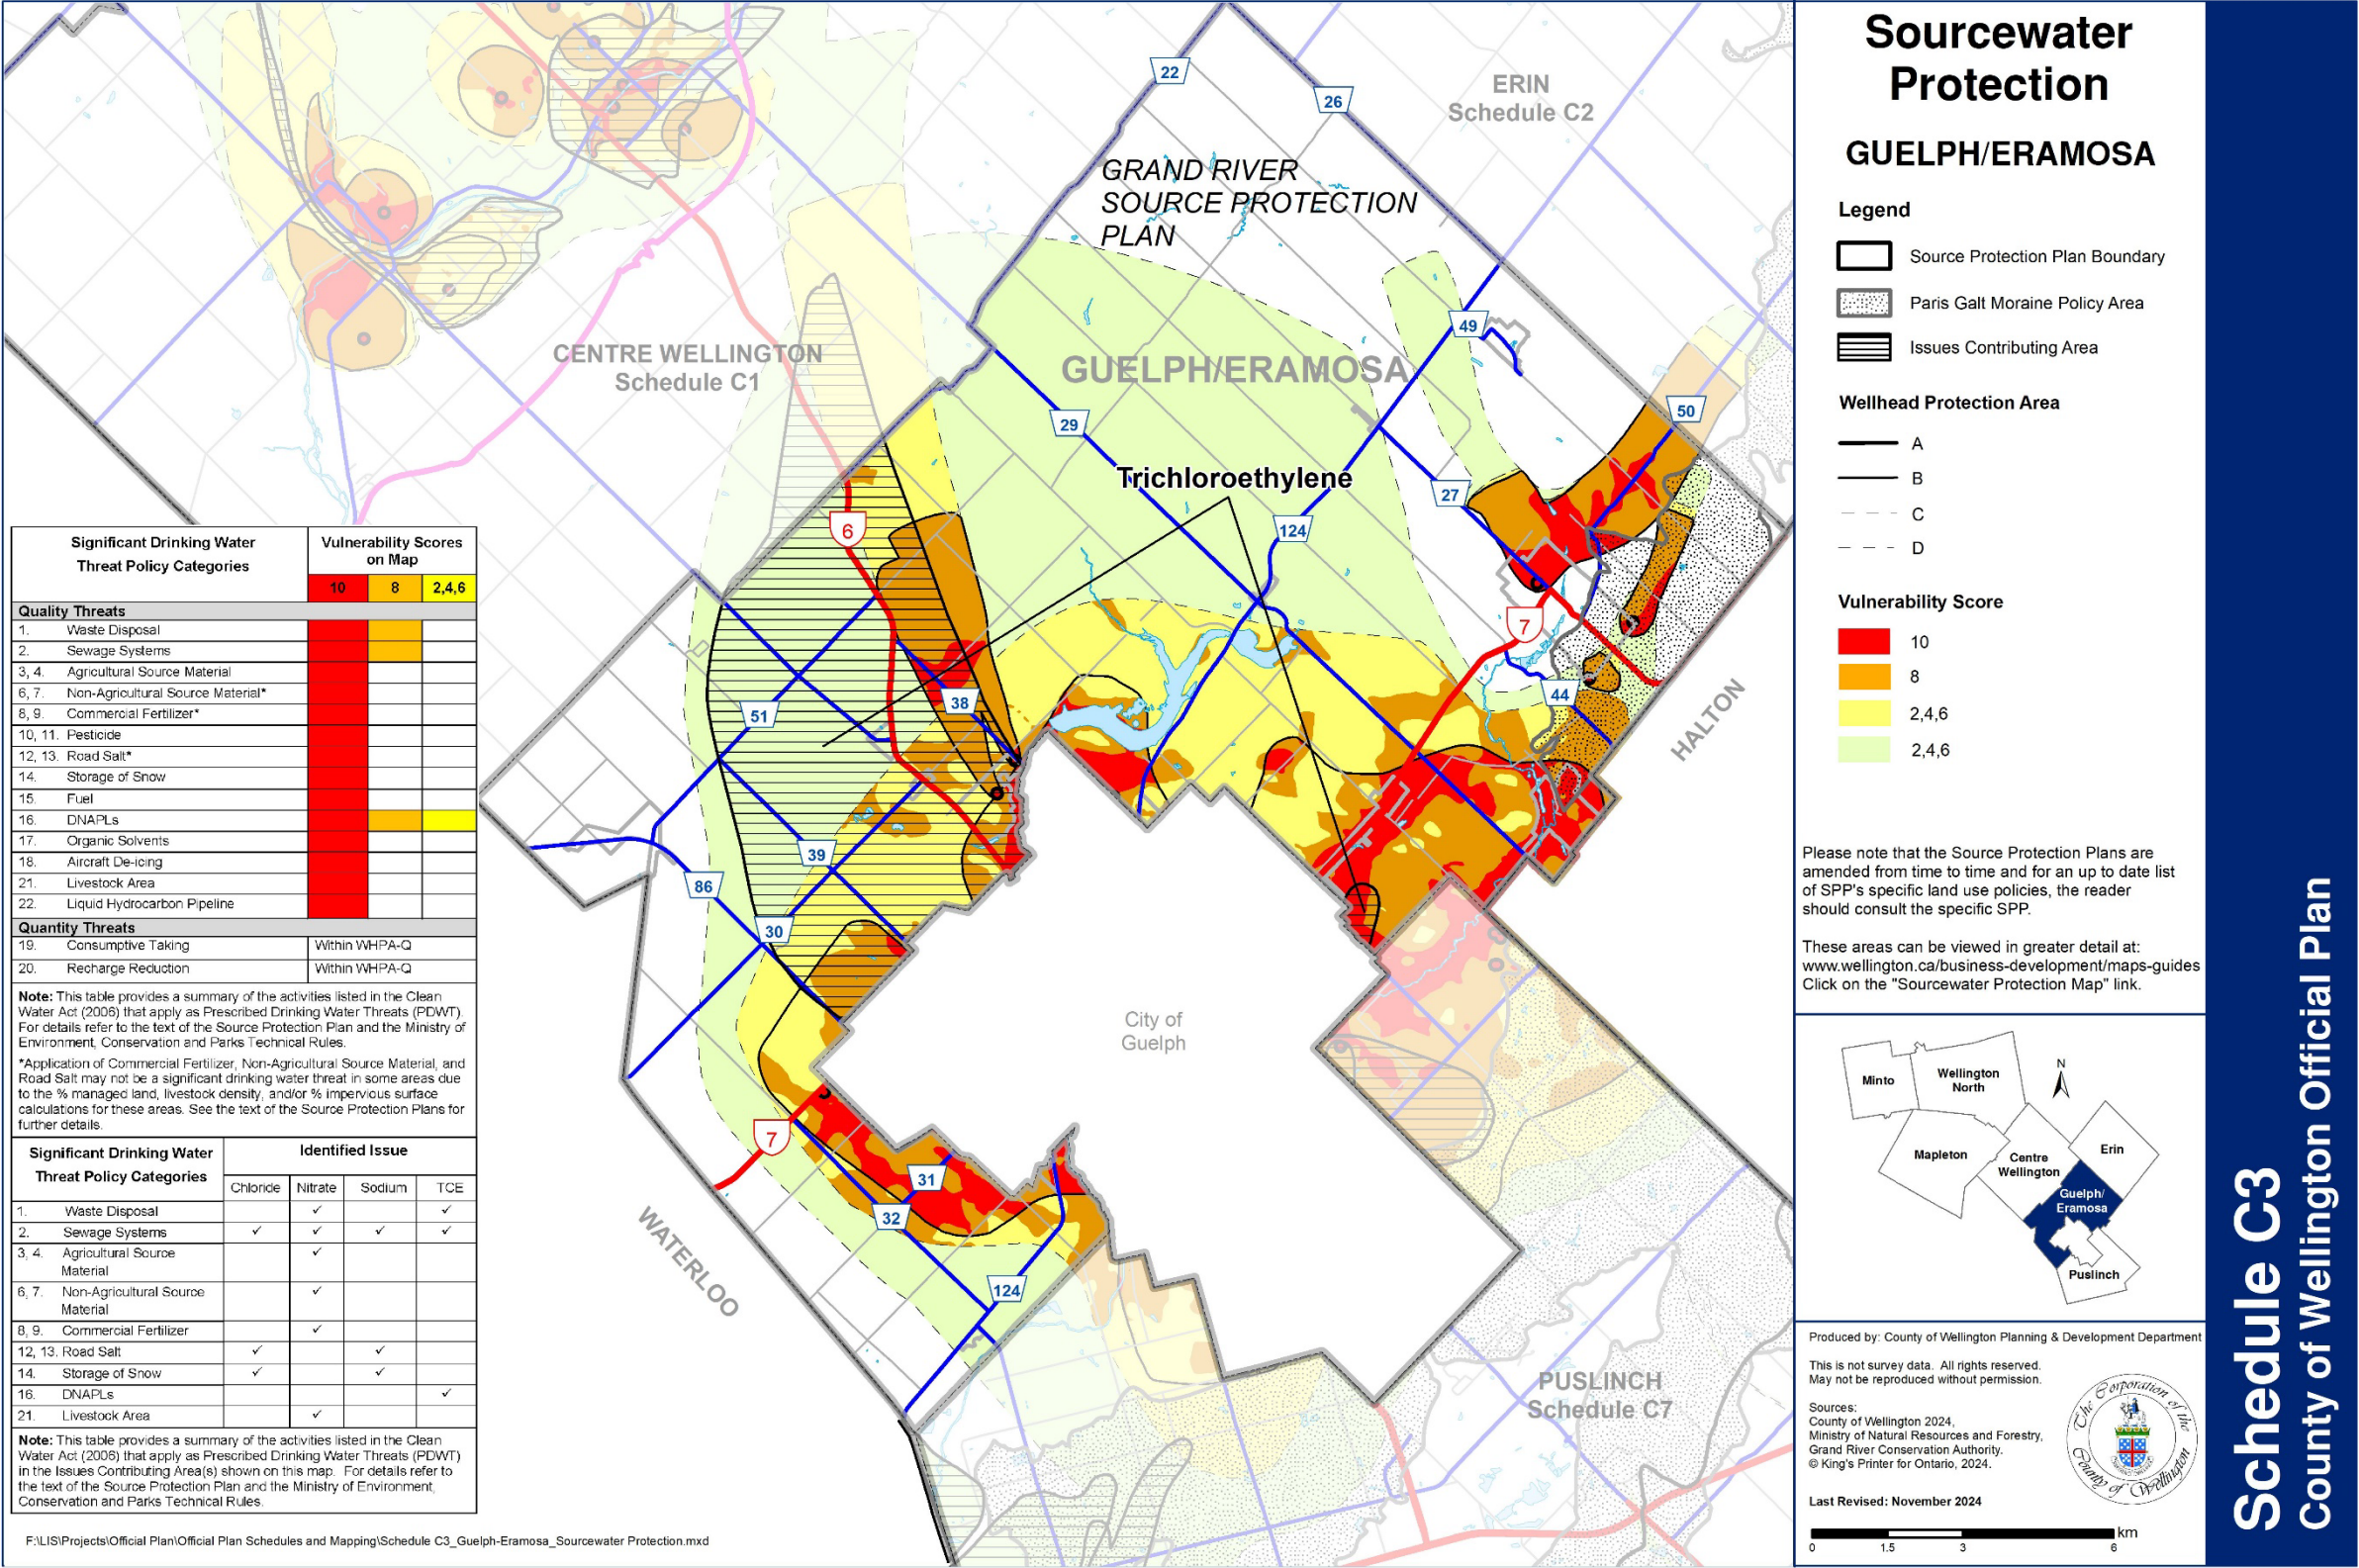 Sourcewater
Protection
GUELPH/ERAMOSA
Legend
Source Protection Plan Boundary
Paris Galt Moraine Policy Area
Issues Contributing Area
Wellhead Protection Area
A
B
C
D
Vulnerability Score
10
8
2,4,6
2,4,6
Please note that the Source Protection Plans are
amended from time to time and for an up to date list
of SPP's specific land use policies, the reader
should consult the specific SPP.
These areas can be viewed in greater detail at:
www.wellington.ca/business-development/maps-guides
Click on the "Sourcewater Protection Map" link.
N
Minto
Wellington
North
Mapleton
Centre
Wellington
Erin
Guelph/
Eramosa
Puslinch
Produced by: County of Wellington Planning & Development Department
This is not survey data. All rights reserved.
May not be reproduced without permission.
Sources:
County of Wellington 2024,
Ministry of Natural Resources and Forestry,
Grand River Conservation Authority.
© King's Printer for Ontario, 2024.
Last Revised: November 2024
The Corporation of the
County of Wellington
km
0 1.5 3 6
Schedule C3
County of Wellington Official Plan
22
26
ERIN
Schedule C2
GRAND RIVER
SOURCE PROTECTION
PLAN
CENTRE WELLINGTON
Schedule C1
GUELPH/ERAMOSA
49
50
29
Trichloroethylene
27
6
124
7
44
38
51
HALTON
39
86
30
City of
Guelph
7
31
32
WATERLOO
124
PUSLINCH
Schedule C7
Significant Drinking Water
Threat Policy Categories
Vulnerability Scores
on Map
10 8 2,4,6
Quality Threats
1. Waste Disposal
2. Sewage Systems
3, 4. Agricultural Source Material
6, 7. Non-Agricultural Source Material*
8, 9. Commercial Fertilizer*
10, 11. Pesticide
12, 13. Road Salt*
14. Storage of Snow
15. Fuel
16. DNAPLs
17. Organic Solvents
18. Aircraft De-icing
21. Livestock Area
22. Liquid Hydrocarbon Pipeline
Quantity Threats
19. Consumptive Taking Within WHPA-Q
20. Recharge Reduction Within WHPA-Q
Note: This table provides a summary of the activities listed in the Clean
Water Act (2006) that apply as Prescribed Drinking Water Threats (PDWT).
For details refer to the text of the Source Protection Plan and the Ministry of
Environment, Conservation and Parks Technical Rules.
*Application of Commercial Fertilizer, Non-Agricultural Source Material, and
Road Salt may not be a significant drinking water threat in some areas due
to the % managed land, livestock density, and/or % impervious surface
calculations for these areas. See the text of the Source Protection Plans for
further details.
Significant Drinking Water
Threat Policy Categories
Identified Issue
Chloride Nitrate Sodium TCE
1. Waste Disposal ✓ ✓
2. Sewage Systems ✓ ✓ ✓ ✓
3, 4. Agricultural Source ✓
Material
6, 7. Non-Agricultural Source ✓
Material
8, 9. Commercial Fertilizer ✓
12, 13. Road Salt ✓ ✓
14. Storage of Snow ✓ ✓
16. DNAPLs ✓
21. Livestock Area ✓
Note: This table provides a summary of the activities listed in the Clean
Water Act (2006) that apply as Prescribed Drinking Water Threats (PDWT)
in the Issues Contributing Area(s) shown on this map. For details refer to
the text of the Source Protection Plan and the Ministry of Environment,
Conservation and Parks Technical Rules.
F:\LIS\Projects\Official Plan\Official Plan Schedules and Mapping\Schedule C3_Guelph-Eramosa_Sourcewater Protection.mxd